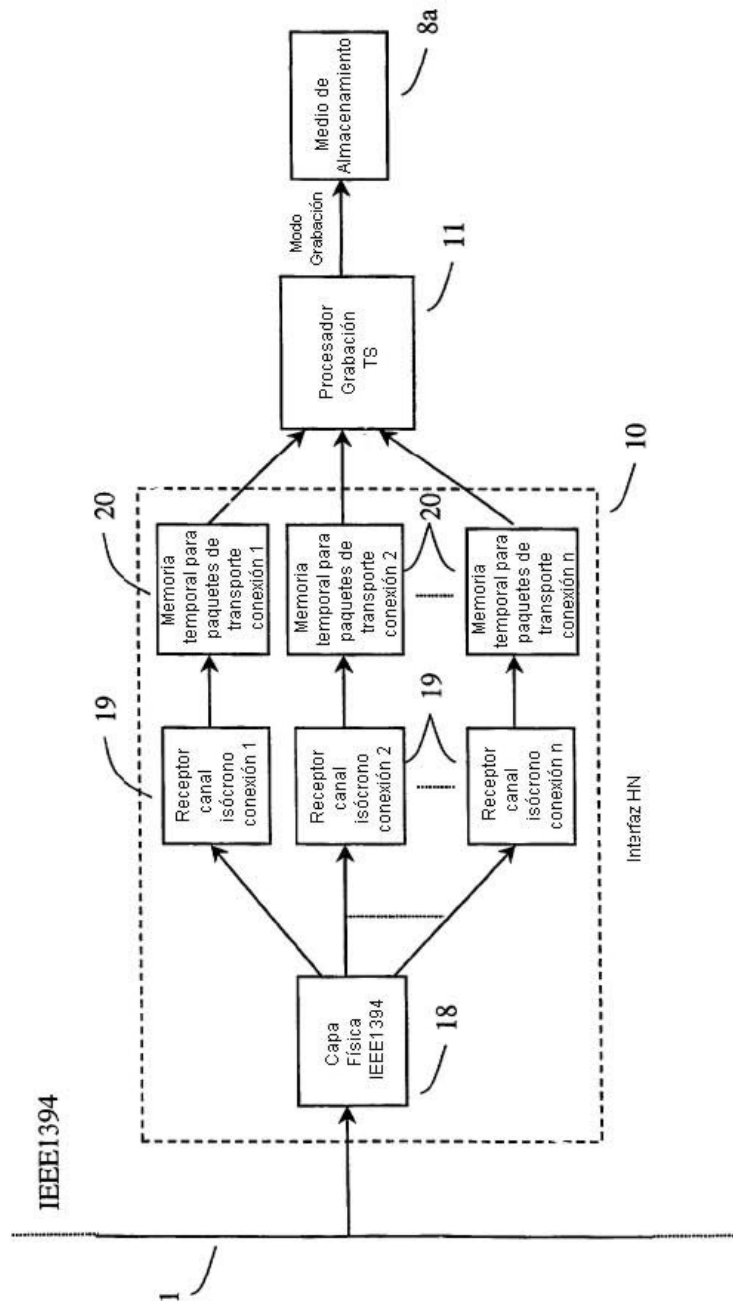 IEEE1394
1
Capa
Física
IEEE1394
18
Receptor
canal
isócrono
conexión 1
19
Receptor
canal
isócrono
conexión 2
19
Receptor
canal
isócrono
conexión n
Memoria
temporal para
paquetes de
transporte
conexión 1
20
Memoria
temporal para
paquetes de
transporte
conexión 2
20
Memoria
temporal para
paquetes de
transporte
conexión n
Interfaz HN
10
Procesador
Grabación
TS
11
Modo
Grabación
Medio de
Almacenamiento
8a